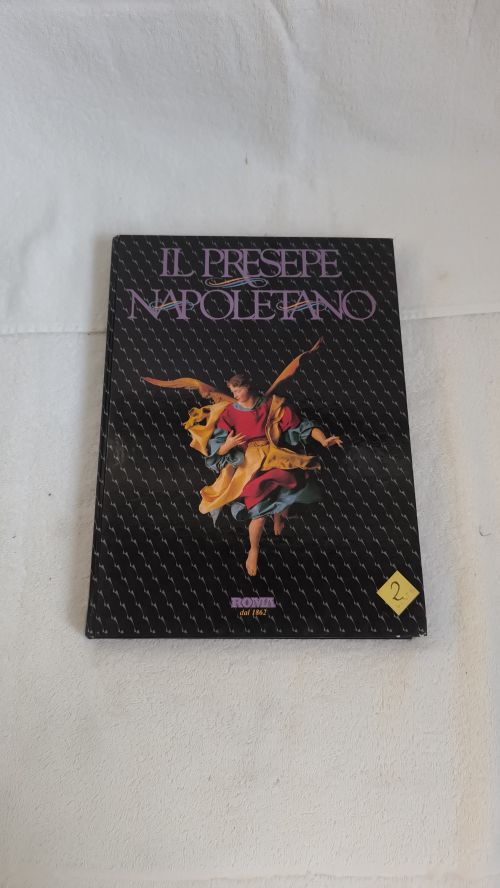 IL PRESEPE
NAPOLETANO
ROMA
dal 1862
2